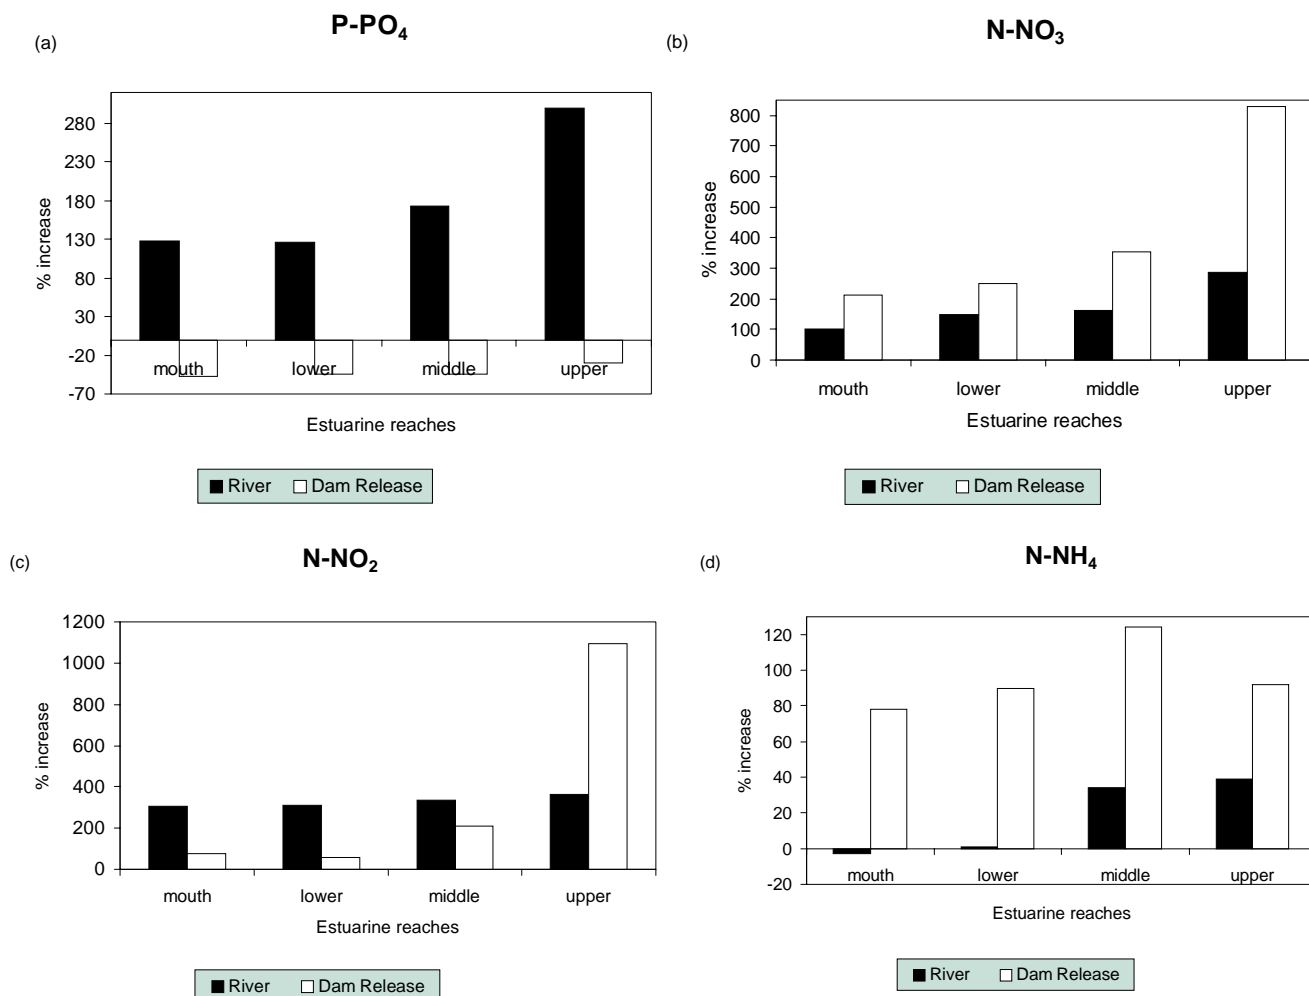 (a)
P-PO4
% increase
280
230
180
130
80
30
-20
-70
mouth lower middle upper
Estuarine reaches
River Dam Release
(b)
N-NO3
% increase
800
700
600
500
400
300
200
100
0
mouth lower middle upper
Estuarine reaches
River Dam Release
(c)
N-NO2
% increase
1200
1000
800
600
400
200
0
mouth lower middle upper
Estuarine reaches
River Dam Release
(d)
N-NH4
% increase
120
100
80
60
40
20
0
-20
mouth lower middle upper
Estuarine reaches
River Dam Release